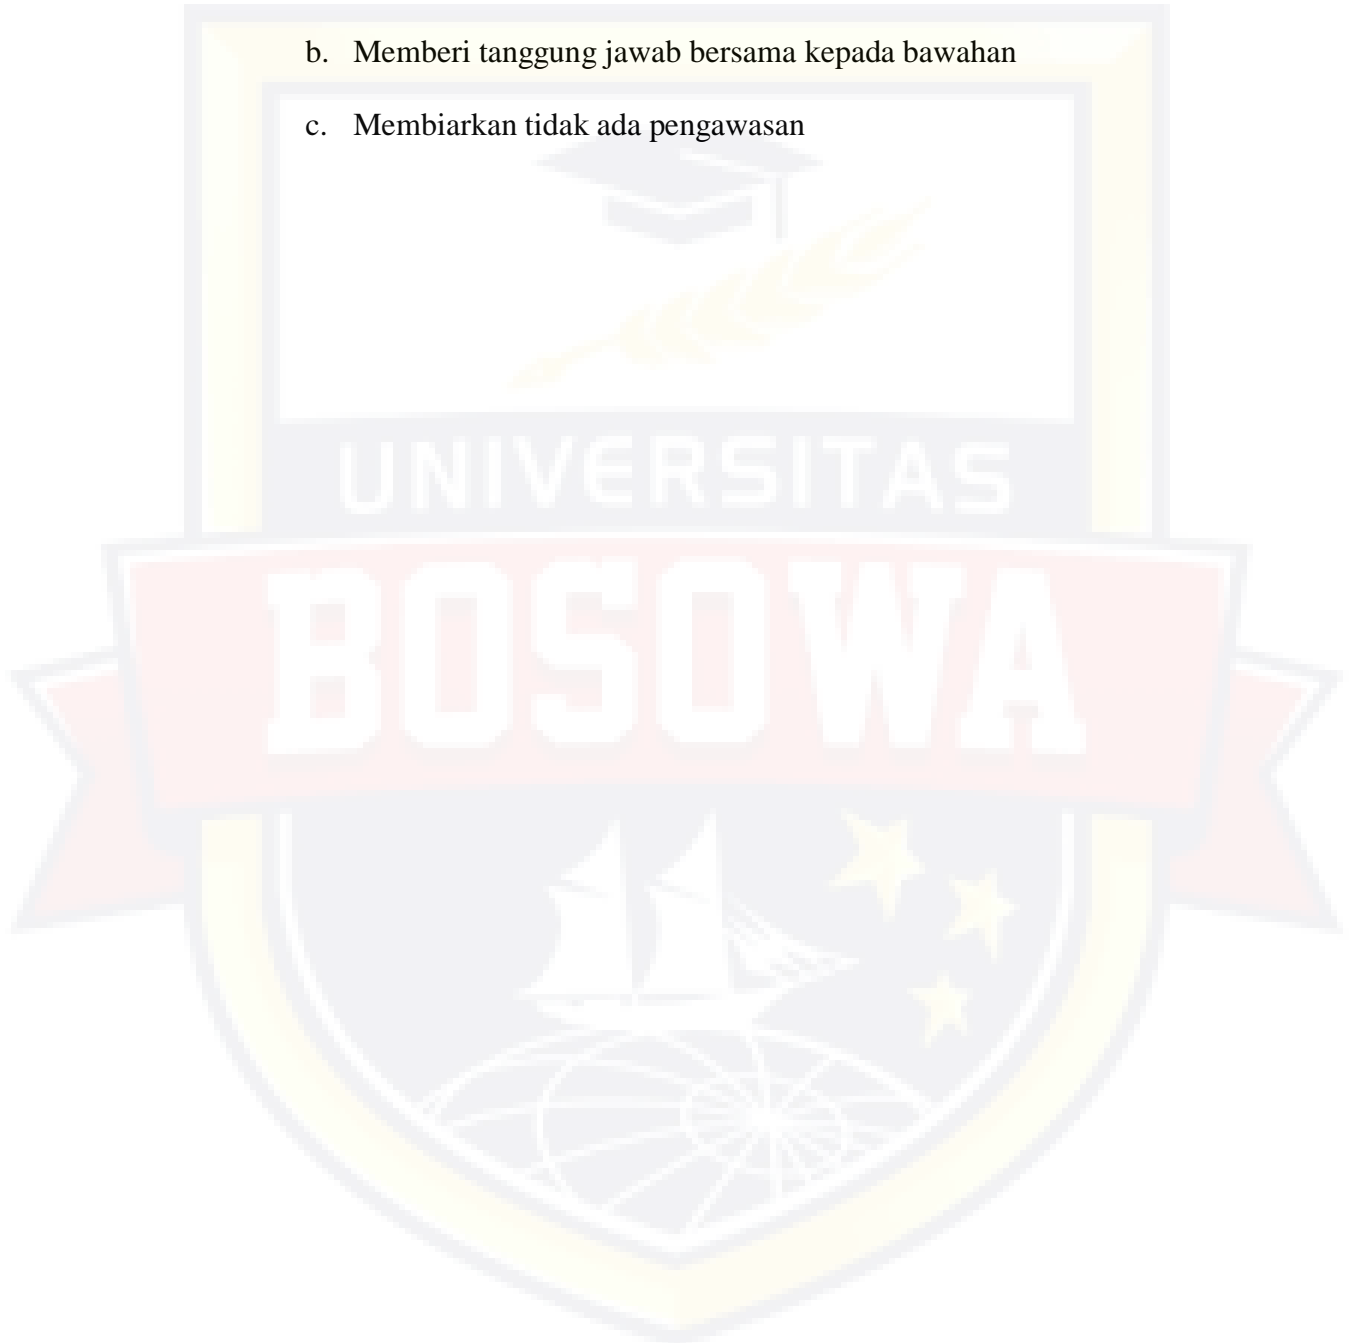 b. Memberi tanggung jawab bersama kepada bawahan
c. Membiarkan tidak ada pengawasan
UNIVERSITAS
BOSOWA